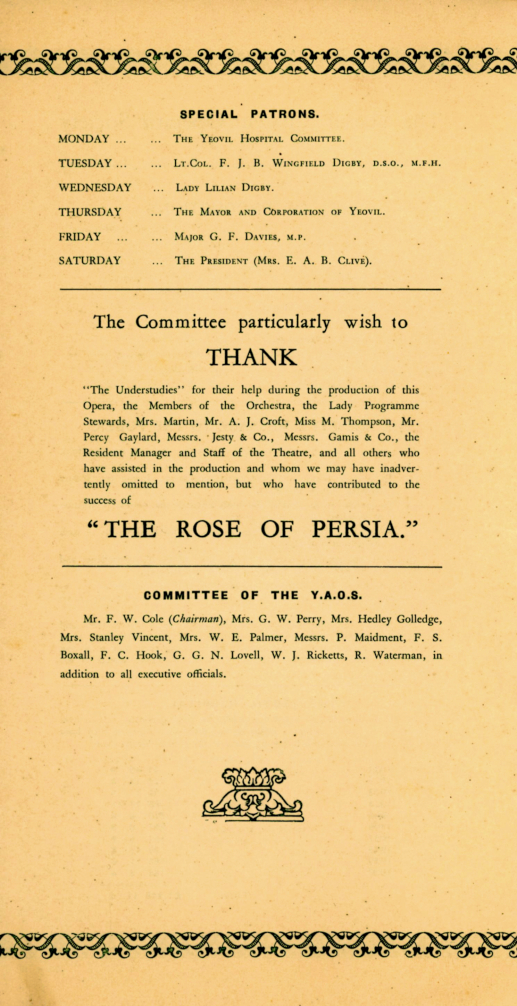 SPECIAL PATRONS.
MONDAY ... ... The Yeovil Hospital Committee.
TUESDAY ... ... Lt.Col. F. J. B. Wingfield Digby, D.S.O., M.F.H.
WEDNESDAY ... Lady Lilian Digby.
THURSDAY ... The Mayor and Corporation of Yeovil.
FRIDAY ... ... Major G. F. Davies, M.P.
SATURDAY ... The President (Mrs. E. A. B. Clive).
The Committee particularly wish to
THANK
"The Understudies" for their help during the production of this
Opera, the Members of the Orchestra, the Lady Programme
Stewards, Mrs. Martin, Mr. A. J. Croft, Miss M. Thompson, Mr.
Percy Gaylard, Messrs. Jesty & Co., Messrs. Gamis & Co., the
Resident Manager and Staff of the Theatre, and all others who
have assisted in the production and whom we may have inadver-
tently omitted to mention, but who have contributed to the
success of
"THE ROSE OF PERSIA."
COMMITTEE OF THE Y.A.O.S.
Mr. F. W. Cole (Chairman), Mrs. G. W. Perry, Mrs. Hedley Golledge,
Mrs. Stanley Vincent, Mrs. W. E. Palmer, Messrs. P. Maidment, F. S.
Boxall, F. C. Hook, G. G. N. Lovell, W. J. Ricketts, R. Waterman, in
addition to all executive officials.